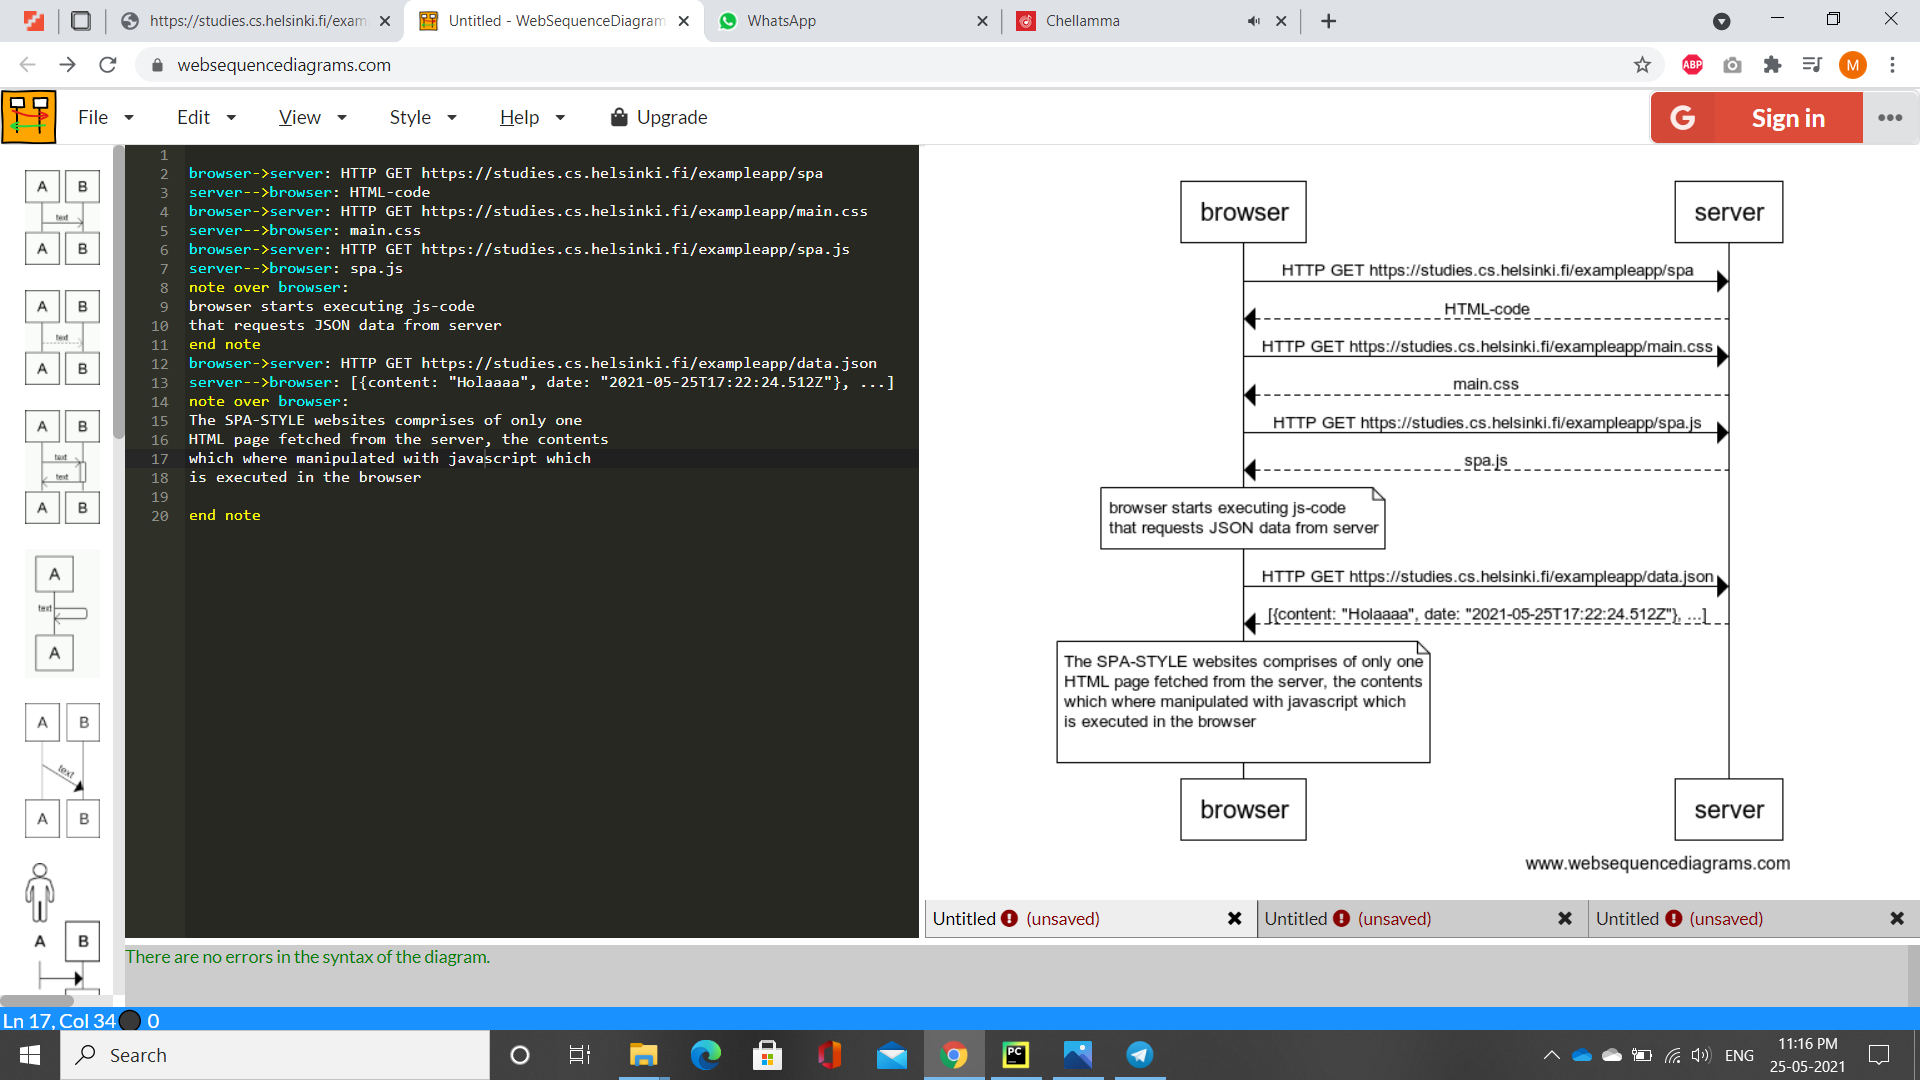 https://studies.cs.helsinki.fi/exam
Untitled - WebSequenceDiagram
WhatsApp
Chellamma
websequencediagrams.com
ABP
M
File
Edit
View
Style
Help
Upgrade
G
Sign in
1
2 browser->server: HTTP GET https://studies.cs.helsinki.fi/exampleapp/spa
3 server-->browser: HTML-code
4 browser->server: HTTP GET https://studies.cs.helsinki.fi/exampleapp/main.css
5 server-->browser: main.css
6 browser->server: HTTP GET https://studies.cs.helsinki.fi/exampleapp/spa.js
7 server-->browser: spa.js
8 note over browser:
9 browser starts executing js-code
10 that requests JSON data from server
11 end note
12 browser->server: HTTP GET https://studies.cs.helsinki.fi/exampleapp/data.json
13 server-->browser: [{content: "Holaaaa", date: "2021-05-25T17:22:24.512Z"}, ...]
14 note over browser:
15 The SPA-STYLE websites comprises of only one
16 HTML page fetched from the server, the contents
17 which where manipulated with javascript which
18 is executed in the browser
19
20 end note
A B
text
A B
A B
text
A B
A B
text
text
A B
A
text
A
A B
text
A B
A B
browser
server
HTTP GET https://studies.cs.helsinki.fi/exampleapp/spa
HTML-code
HTTP GET https://studies.cs.helsinki.fi/exampleapp/main.css
main.css
HTTP GET https://studies.cs.helsinki.fi/exampleapp/spa.js
spa.js
browser starts executing js-code
that requests JSON data from server
HTTP GET https://studies.cs.helsinki.fi/exampleapp/data.json
[{content: "Holaaaa", date: "2021-05-25T17:22:24.512Z"}, ...]
The SPA-STYLE websites comprises of only one
HTML page fetched from the server, the contents
which where manipulated with javascript which
is executed in the browser
browser
server
www.websequencediagrams.com
Untitled (unsaved)
Untitled (unsaved)
Untitled (unsaved)
There are no errors in the syntax of the diagram.
Ln 17, Col 34 0
Search
PC
ENG
11:16 PM
25-05-2021